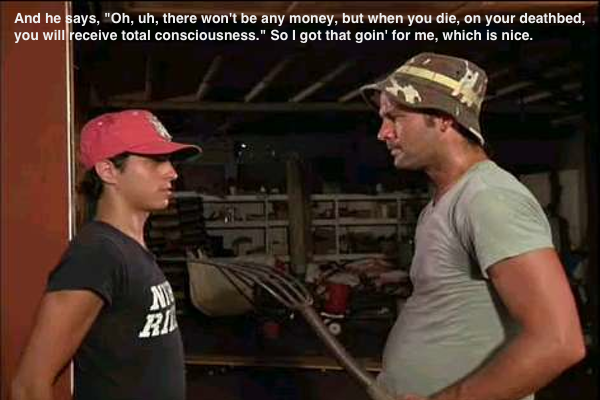 And he says, "Oh, uh, there won't be any money, but when you die, on your deathbed,
you will receive total consciousness." So I got that goin' for me, which is nice.